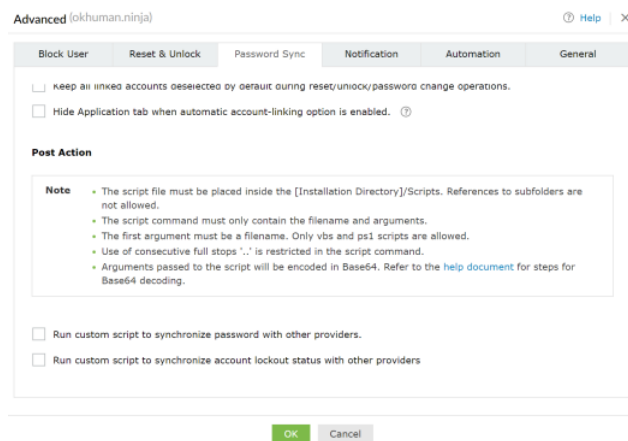 Advanced (okhuman.ninja)
Help
Block User
Reset & Unlock
Password Sync
Notification
Automation
General
Keep all linked accounts deselected by default during reset/unlock/password change operations.
Hide Application tab when automatic account-linking option is enabled.
Post Action
Note
• The script file must be placed inside the [Installation Directory]/Scripts. References to subfolders are
not allowed.
• The script command must only contain the filename and arguments.
• The first argument must be a filename. Only vbs and ps1 scripts are allowed.
• Use of consecutive full stops '..' is restricted in the script command.
• Arguments passed to the script will be encoded in Base64. Refer to the help document for steps for
Base64 decoding.
Run custom script to synchronize password with other providers.
Run custom script to synchronize account lockout status with other providers
OK
Cancel